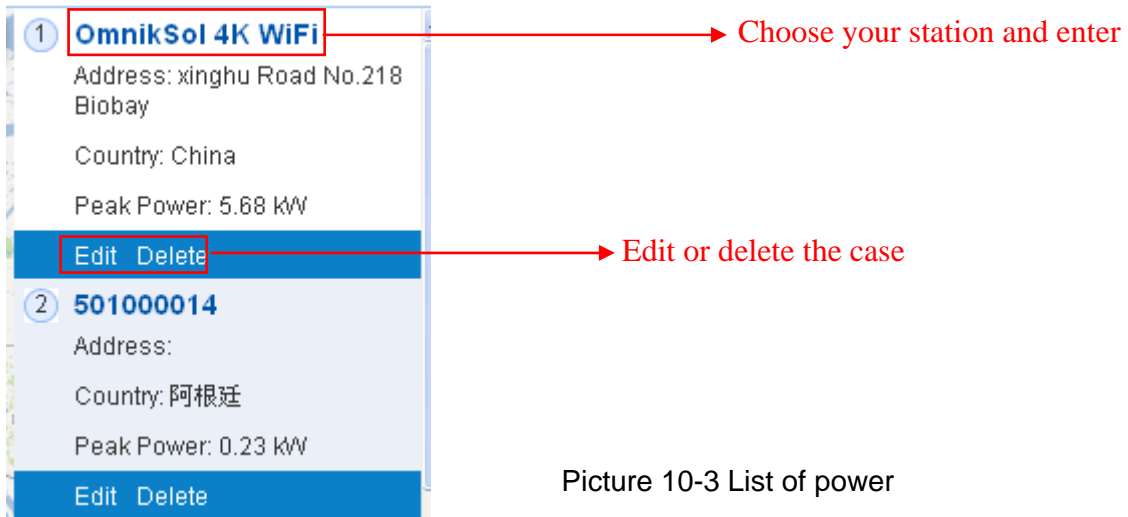 1 OmnikSol 4K WiFi
Choose your station and enter
Address: xinghu Road No.218
Biobay
Country: China
Peak Power: 5.68 kW
Edit Delete
Edit or delete the case
2 501000014
Address:
Country: 阿根廷
Peak Power: 0.23 kW
Edit Delete
Picture 10-3 List of power